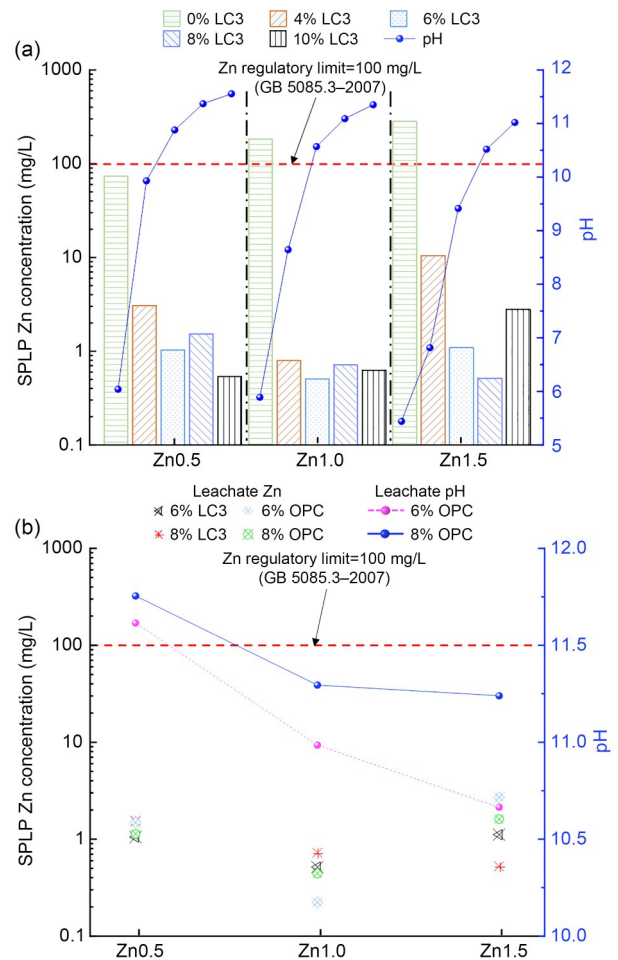 0% LC3 4% LC3 6% LC3
8% LC3 10% LC3 pH
(a)
Zn regulatory limit=100 mg/L
(GB 5085.3–2007)
1000
100
10
1
0.1
SPLP Zn concentration (mg/L)
12
11
10
9
8
7
6
5
pH
Zn0.5 Zn1.0 Zn1.5
Leachate Zn Leachate pH
6% LC3 6% OPC 6% OPC
8% LC3 8% OPC 8% OPC
(b)
Zn regulatory limit=100 mg/L
(GB 5085.3–2007)
1000
100
10
1
0.1
SPLP Zn concentration (mg/L)
12.0
11.5
11.0
10.5
10.0
pH
Zn0.5 Zn1.0 Zn1.5